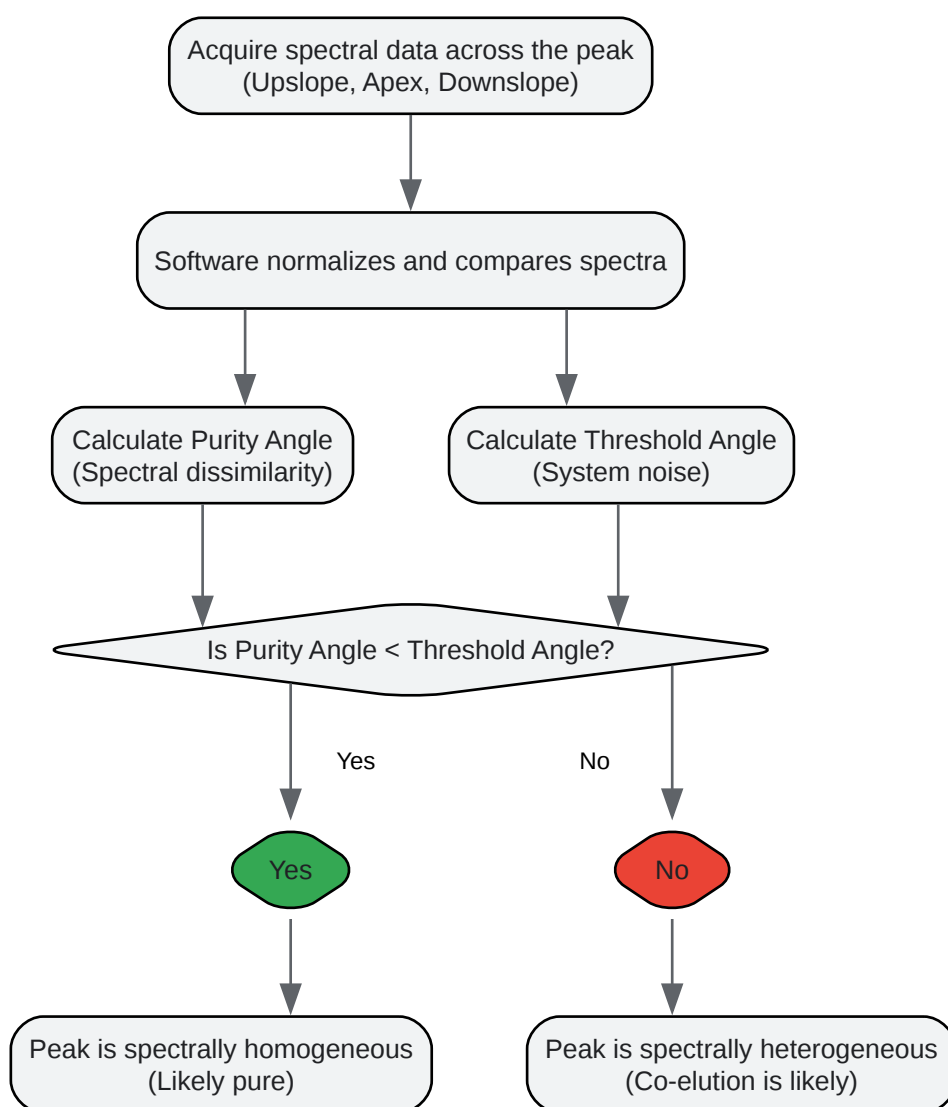 Acquire spectral data across the peak
(Upslope, Apex, Downslope)
Software normalizes and compares spectra
Calculate Purity Angle
(Spectral dissimilarity)
Calculate Threshold Angle
(System noise)
Is Purity Angle < Threshold Angle?
Yes
No
Yes
No
Peak is spectrally homogeneous
(Likely pure)
Peak is spectrally heterogeneous
(Co-elution is likely)